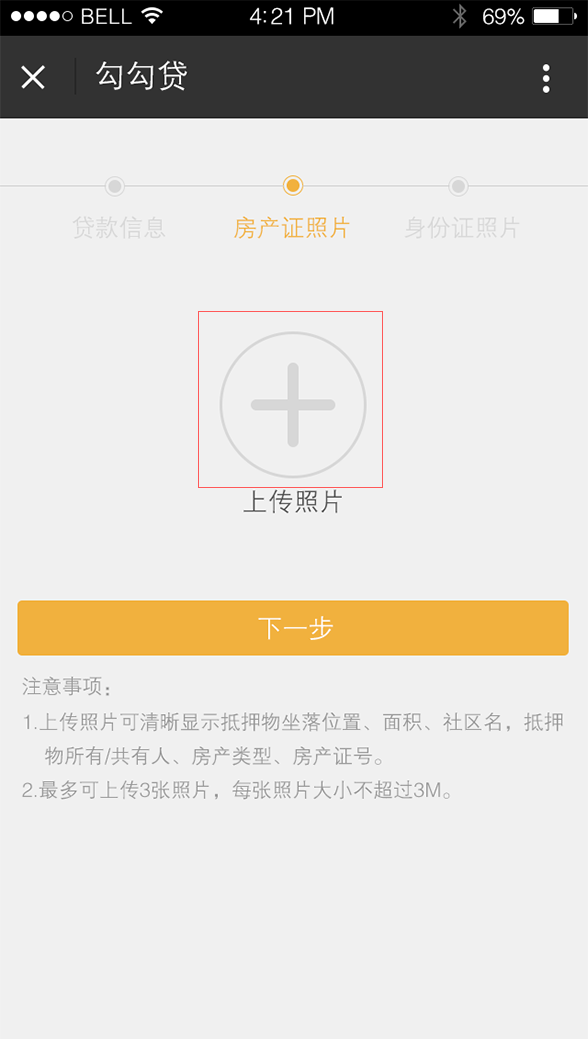 BELL 4:21 PM 69%
勾勾贷
贷款信息 房产证照片 身份证照片
上传照片
下一步
注意事项：
1.上传照片可清晰显示抵押物坐落位置、面积、社区名，抵押
物所有/共有人、房产类型、房产证号。
2.最多可上传3张照片，每张照片大小不超过3M。